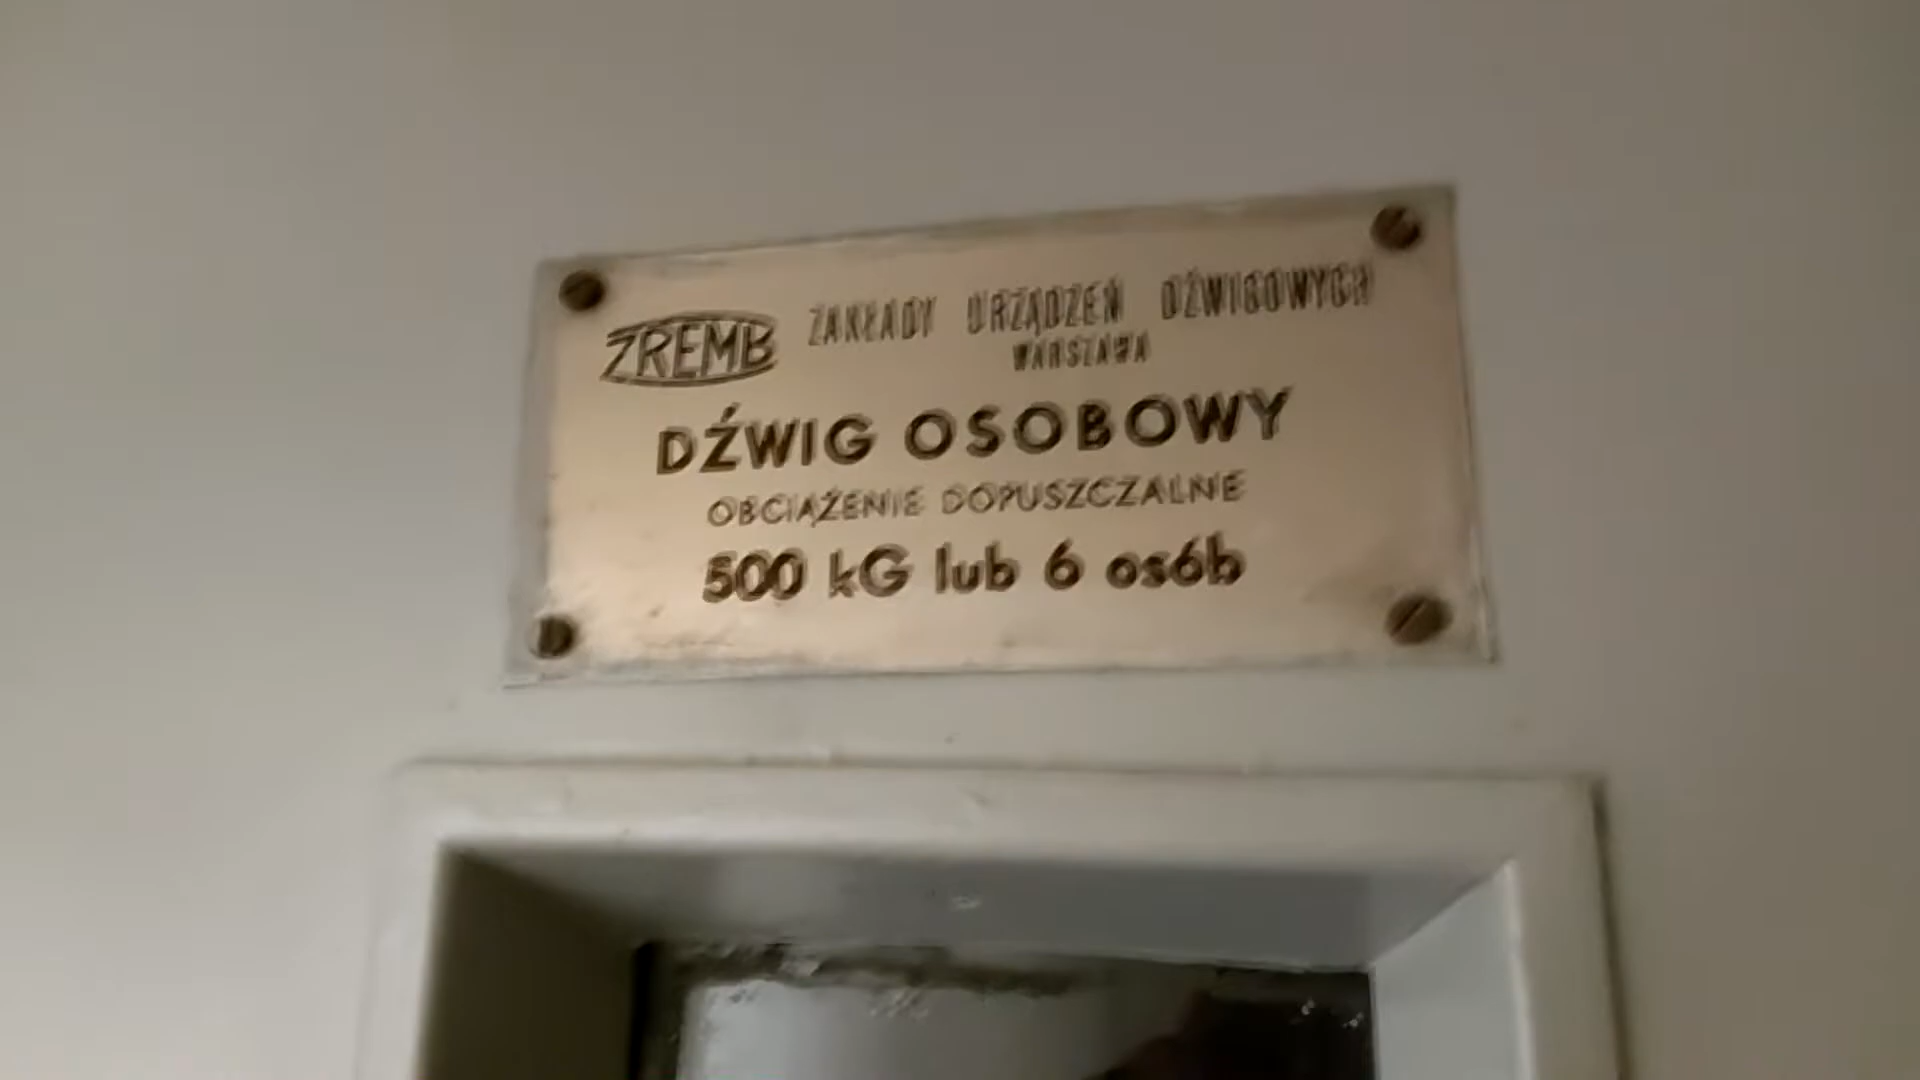 ZREMB ZAKŁADY URZĄDZEŃ DŹWIGOWYCH
WARSZAWA
DŹWIG OSOBOWY
OBCIĄŻENIE DOPUSZCZALNE
500 kG lub 6 osób